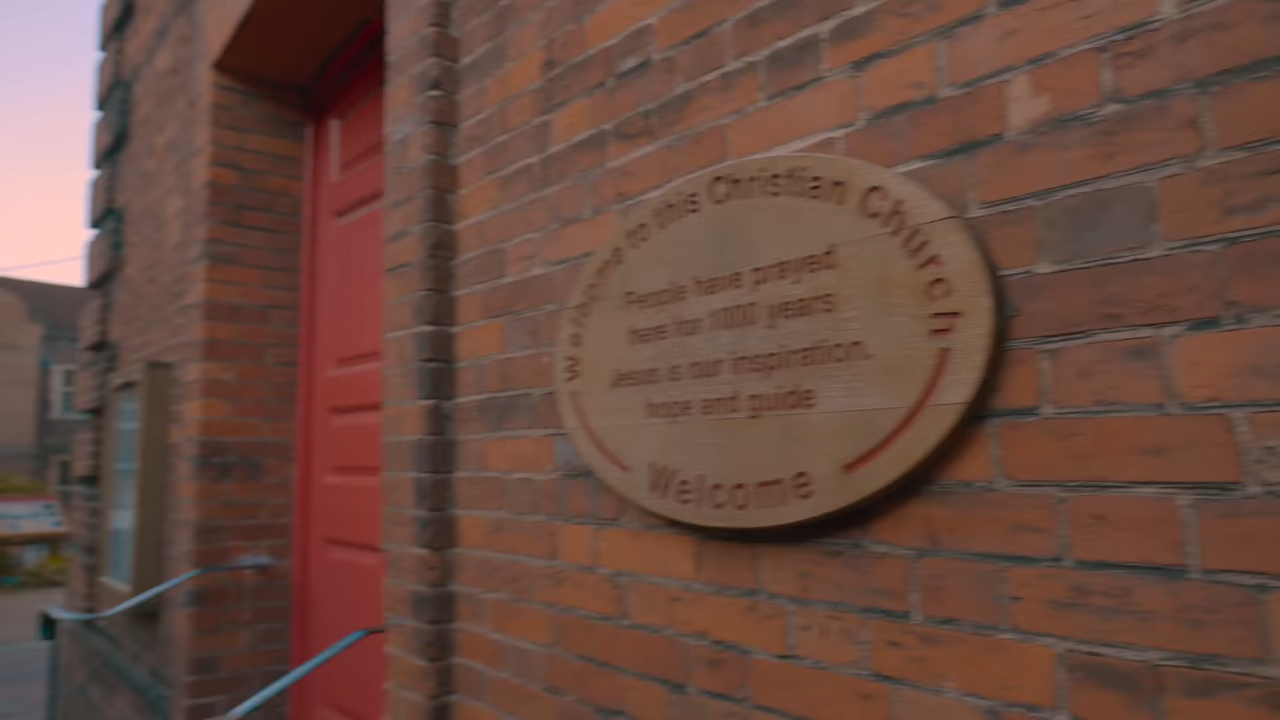 Welcome to this Christian Church
People have prayed
here for 1000 years
Jesus is our inspiration.
hope and guide
Welcome